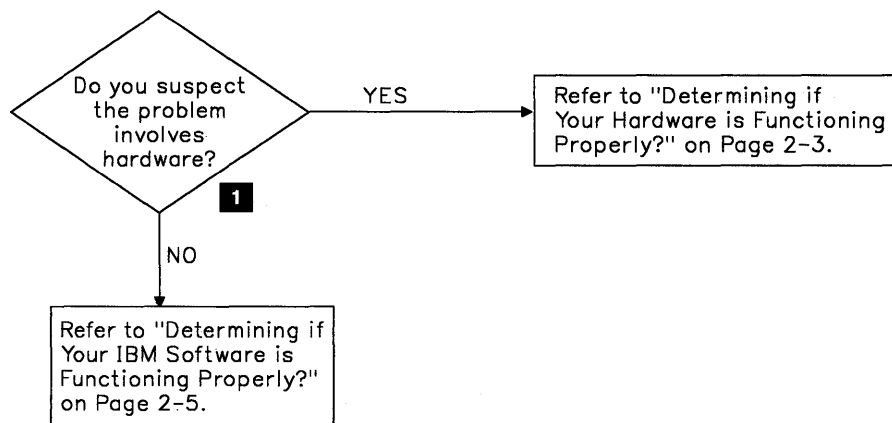 Do you suspect
the problem
involves
hardware?
1
YES
Refer to "Determining if
Your Hardware is Functioning
Properly?" on Page 2-3.
NO
Refer to "Determining if
Your IBM Software is
Functioning Properly?"
on Page 2-5.